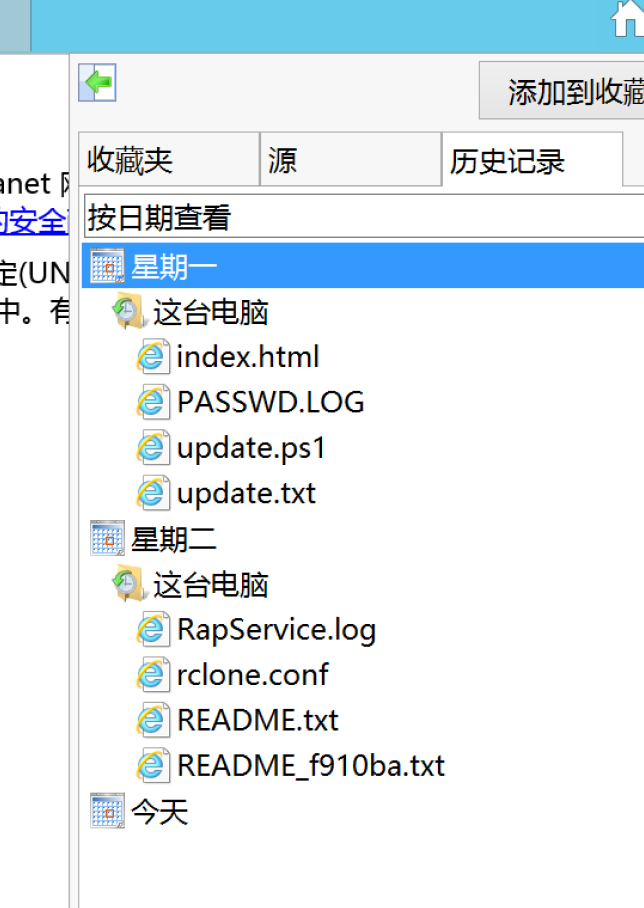 添加到收藏
收藏夹
源
历史记录
anet 网
的安全
按日期查看
定(UN
星期一
中。有
这台电脑
index.html
PASSWD.LOG
update.ps1
update.txt
星期二
这台电脑
RapService.log
rclone.conf
README.txt
README_f910ba.txt
今天